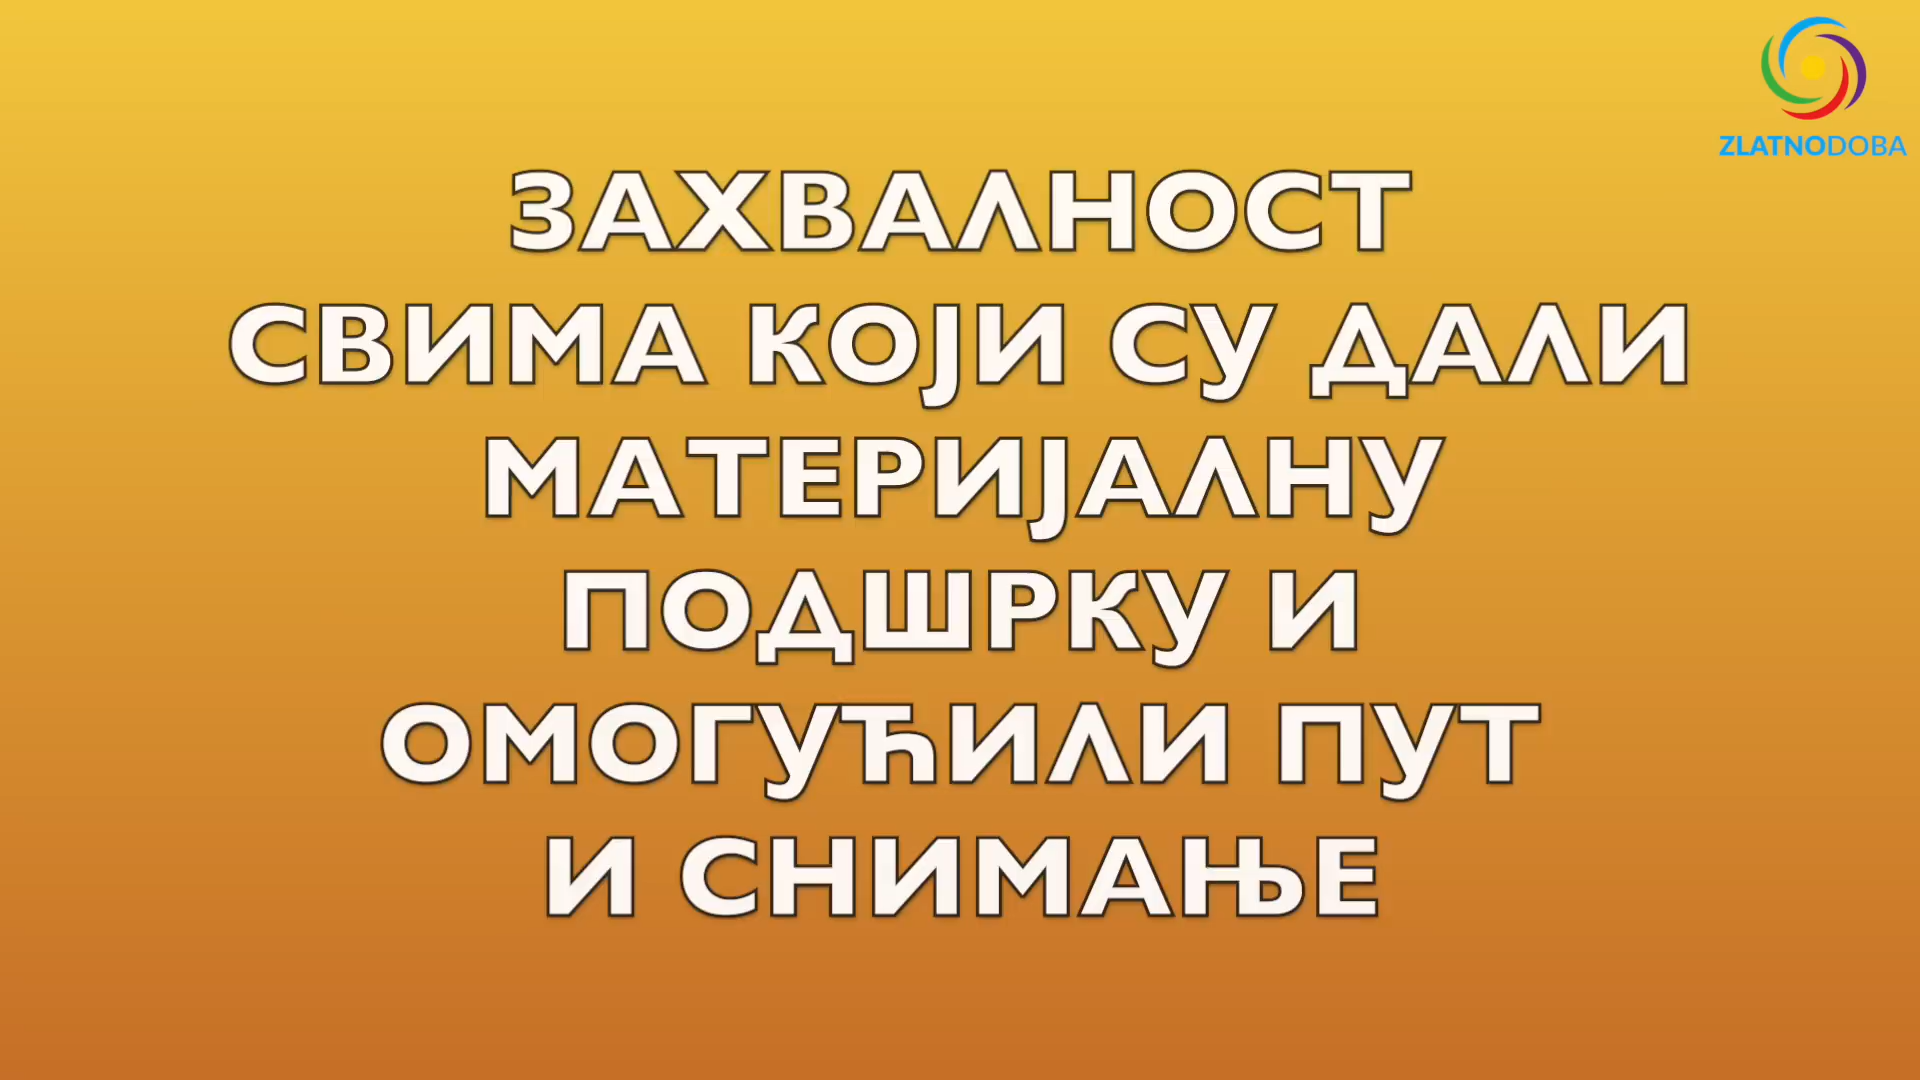 ZLATNODOBA
ЗАХВАЛНОСТ
СВИМА КОЈИ СУ ДАЛИ
МАТЕРИЈАЛНУ
ПОДШРКУ И
ОМОГУЋИЛИ ПУТ
И СНИМАЊЕ